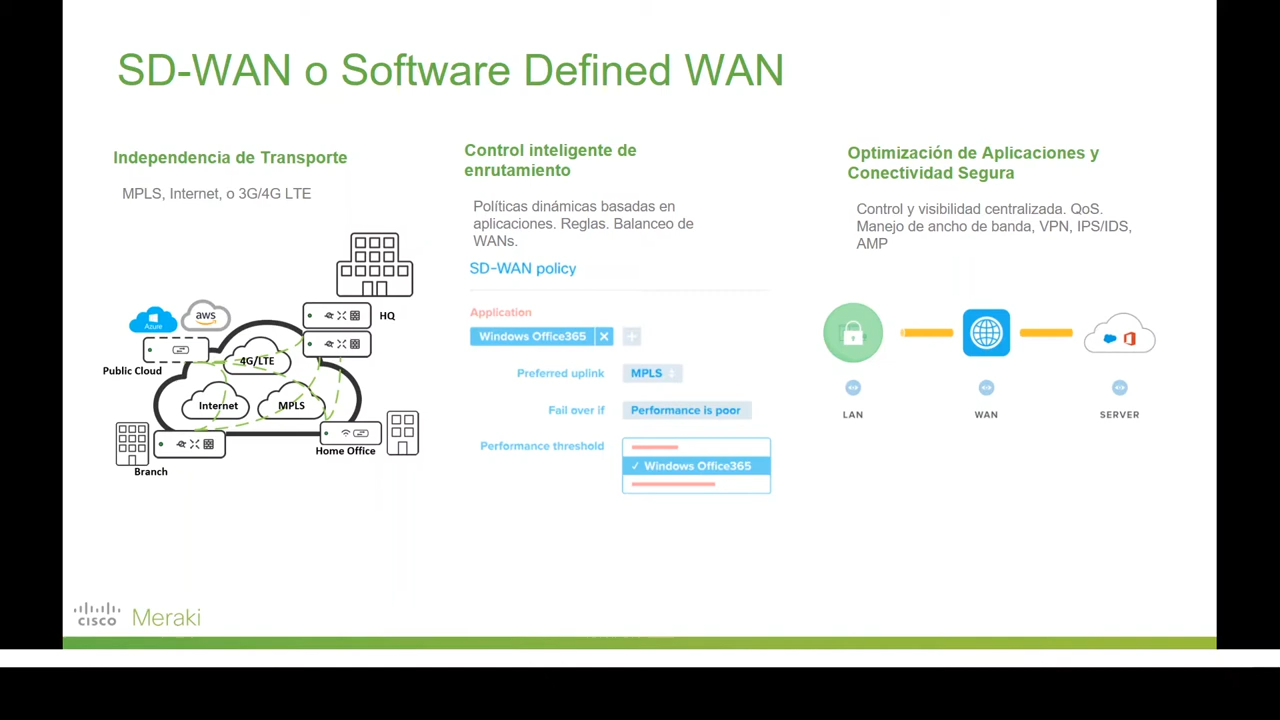 SD-WAN o Software Defined WAN
Independencia de Transporte
MPLS, Internet, o 3G/4G LTE
HQ
Azure
aws
Public Cloud
4G/LTE
Internet
MPLS
Home Office
Branch
Control inteligente de
enrutamiento
Políticas dinámicas basadas en
aplicaciones. Reglas. Balanceo de
WANs.
SD-WAN policy
Application
Windows Office365
Preferred uplink MPLS
Fail over if Performance is poor
Performance threshold
✓ Windows Office365
Optimización de Aplicaciones y
Conectividad Segura
Control y visibilidad centralizada. QoS.
Manejo de ancho de banda, VPN, IPS/IDS,
AMP
LAN
WAN
SERVER
CISCO Meraki